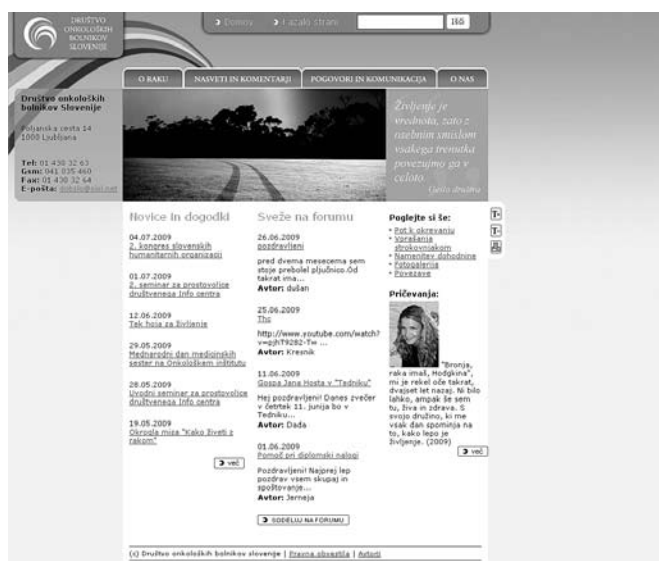 DRUŠTVO
ONKOLOŠKIH
BOLNIKOV
SLOVENIJE
Domov
Kazalo strani
Išči
O RAKU
NASVETI IN KOMENTARJI
POGOVORI IN KOMUNIKACIJA
O NAS
Društvo onkoloških
bolnikov Slovenije
Poljanska cesta 14
1000 Ljubljana
Tel: 01 430 32 63
Gsm: 041 835 460
Fax: 01 430 32 64
E-pošta:
Življenje je
vrednota, zato z
osebnim smislom
vsakega trenutka
povezujmo ga v
celoto.
Geslo društva
Novice in dogodki
04.07.2009
2. kongres slovenskih
humanitarnih organizacij
01.07.2009
2. seminar za prostovoljce
društvenega Info centra
12.06.2009
Tek hoja za življenje
29.05.2009
Mednarodni dan medicinskih
sester na Onkološkem inštitutu
28.05.2009
Uvodni seminar za prostovoljce
društvenega Info centra
19.05.2009
Okrogla miza "Kako živeti z
rakom"
več
Sveže na forumu
26.06.2009
pozdravljeni
pred dvema mesecema sem
stoje prebolel pljučnico.Od
takrat ima...
Avtor: dušan
25.06.2009
Ths
http://www.youtube.com/watch?
v=pjhT9282-Tw ...
Avtor: Kresnik
11.06.2009
Gospa Jana Hosta v "Tedniku"
Hej pozdravljeni! Danes zvečer
v četrtek 11. junija bo v
Tedniku...
Avtor: Dada
01.06.2009
Pomoč pri diplomski nalogi
Pozdravljeni! Najprej lep
pozdrav vsem skupaj in
spoštovanje...
Avtor: Jerneja
SODELUJ NA FORUMU
Poglejte si še:
Pot k okrevanju
Vprašanja
strokovnjakom
Namenitev dohodnine
Fotogalerija
Povezave
Pričevanja:
"Bronja,
raka imaš, Hodgkina",
mi je rekel oče takrat,
dvajset let nazaj. Ni bilo
lahko, ampak še sem
tu, živa in zdrava. S
svojo družino, ki me
vsak dan spominja na
to, kako lepo je
življenje. (2009)
več
(c) Društvo onkoloških bolnikov slovenije | Pravna obvestila | Avtorji